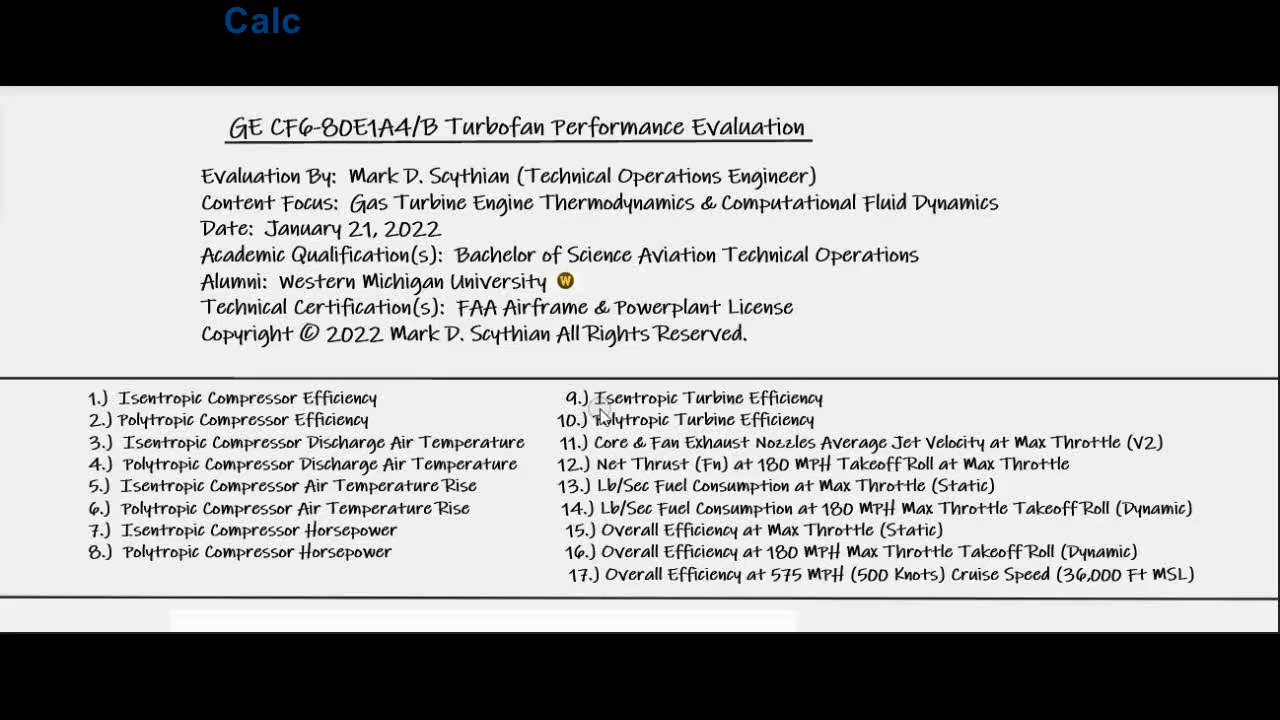 Calc
GE CF6-80E1A4/B Turbofan Performance Evaluation
Evaluation By: Mark D. Scythian (Technical Operations Engineer)
Content Focus: Gas Turbine Engine Thermodynamics & Computational Fluid Dynamics
Date: January 21, 2022
Academic Qualification(s): Bachelor of Science Aviation Technical Operations
Alumni: Western Michigan University W
Technical Certification(s): FAA Airframe & Powerplant License
Copyright © 2022 Mark D. Scythian All Rights Reserved.
1.) Isentropic Compressor Efficiency
2.) Polytropic Compressor Efficiency
3.) Isentropic Compressor Discharge Air Temperature
4.) Polytropic Compressor Discharge Air Temperature
5.) Isentropic Compressor Air Temperature Rise
6.) Polytropic Compressor Air Temperature Rise
7.) Isentropic Compressor Horsepower
8.) Polytropic Compressor Horsepower
9.) Isentropic Turbine Efficiency
10.) Polytropic Turbine Efficiency
11.) Core & Fan Exhaust Nozzles Average Jet Velocity at Max Throttle (V2)
12.) Net Thrust (Fn) at 180 MPH Takeoff Roll at Max Throttle
13.) Lb/Sec Fuel Consumption at Max Throttle (Static)
14.) Lb/Sec Fuel Consumption at 180 MPH Max Throttle Takeoff Roll (Dynamic)
15.) Overall Efficiency at Max Throttle (Static)
16.) Overall Efficiency at 180 MPH Max Throttle Takeoff Roll (Dynamic)
17.) Overall Efficiency at 575 MPH (500 Knots) Cruise Speed (36,000 Ft MSL)